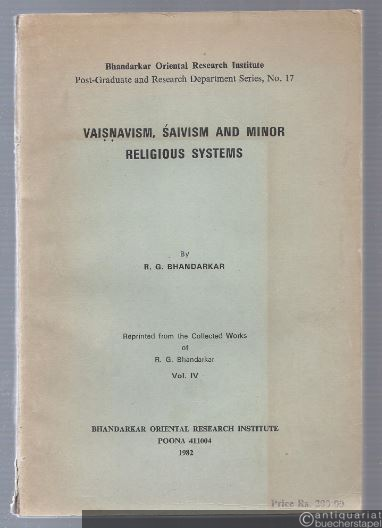 Bhandarkar Oriental Research Institute
Post-Graduate and Research Department Series, No. 17
VAIṢṆAVISM, ŚAIVISM AND MINOR
RELIGIOUS SYSTEMS
By
R. G. BHANDARKAR
Reprinted from the Collected Works
of
R. G. Bhandarkar
Vol. IV
BHANDARKAR ORIENTAL RESEARCH INSTITUTE
POONA 411004
1982
Price Rs.
antiquariat
buecherstapel